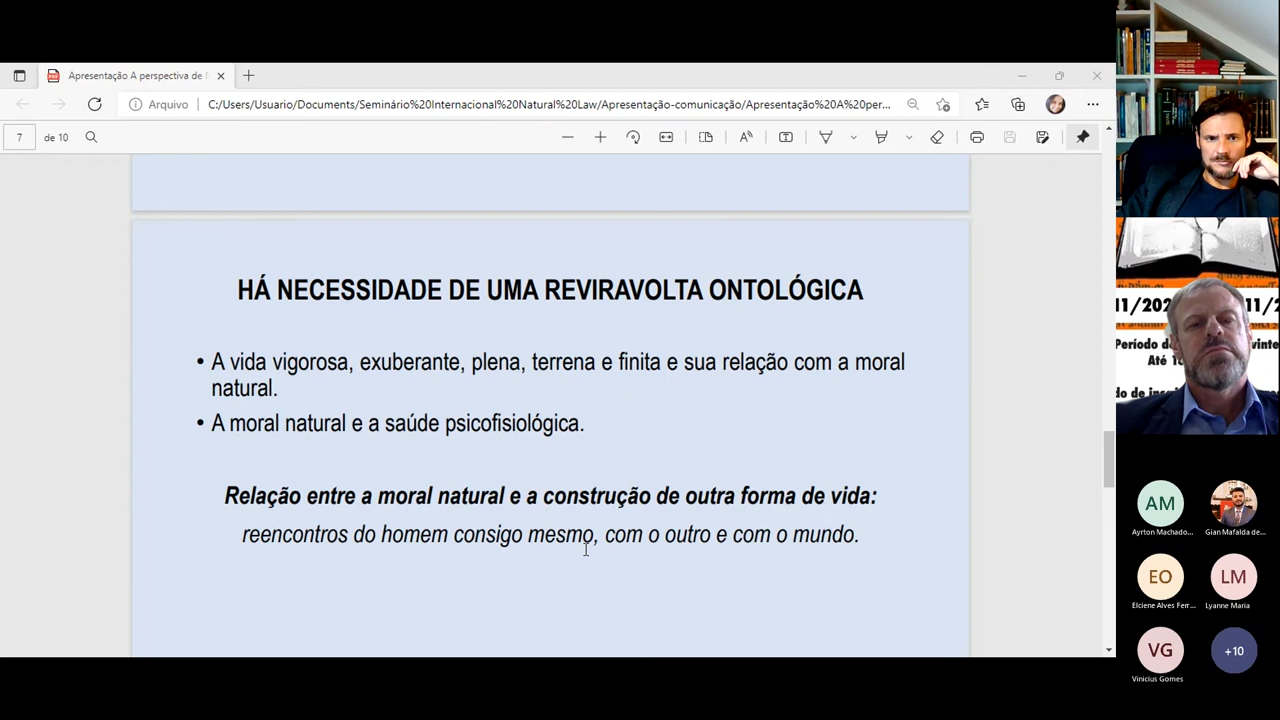 Apresentação A perspectiva de
Arquivo
C:/Users/Usuario/Documents/Seminário%20Internacional%20Natural%20Law/Apresentação-comunicação/Apresentação%20A%20per...
7 de 10
HÁ NECESSIDADE DE UMA REVIRAVOLTA ONTOLÓGICA
• A vida vigorosa, exuberante, plena, terrena e finita e sua relação com a moral
natural.
• A moral natural e a saúde psicofisiológica.
Relação entre a moral natural e a construção de outra forma de vida:
reencontros do homem consigo mesmo, com o outro e com o mundo.
11/202
11/2
Período d
Até 1
AM
Ayrton Machado...
Gian Mafalda de...
EO
Elciene Alves Ferr...
LM
Lyanne Maria
VG
Vinicius Gomes
+10